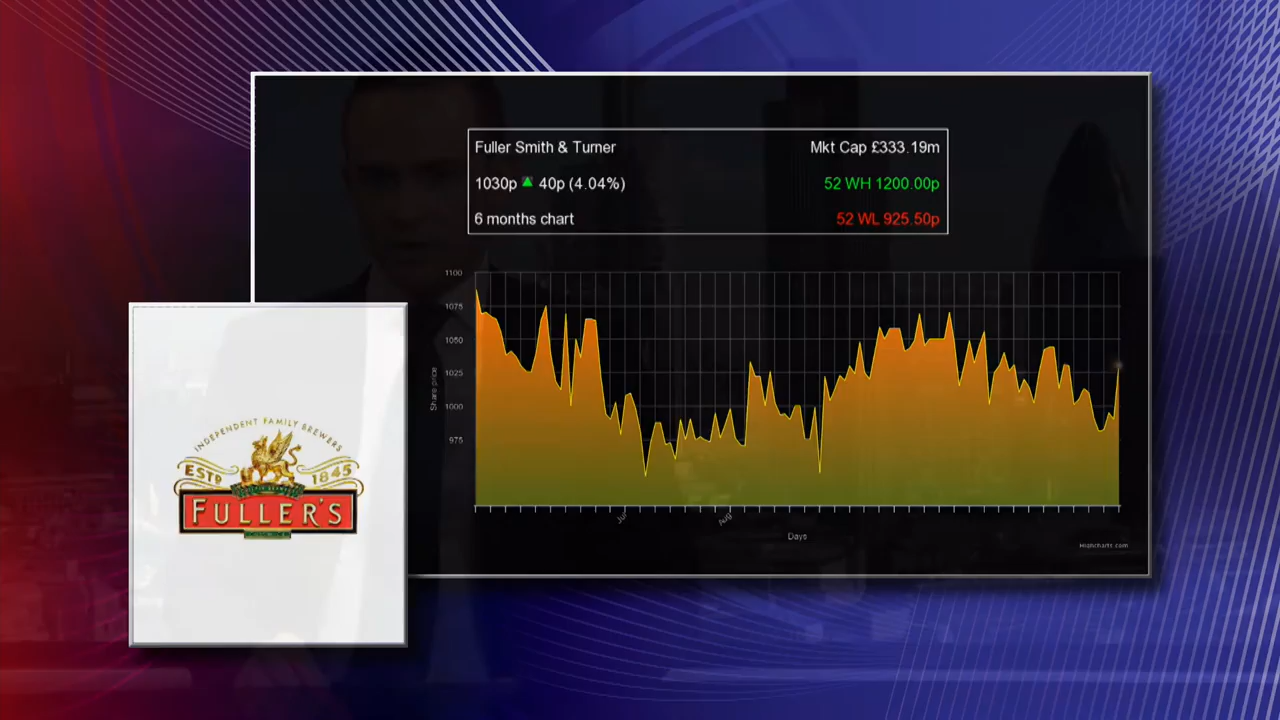 Fuller Smith & Turner
Mkt Cap £333.19m
1030p 40p (4.04%)
52 WH 1200.00p
6 months chart
52 WL 925.50p
1100
1075
1050
1025
1000
975
Share price
Jul
Aug
Days
Highcharts.com
INDEPENDENT FAMILY BREWERS
ESTD 1845
FULLER'S